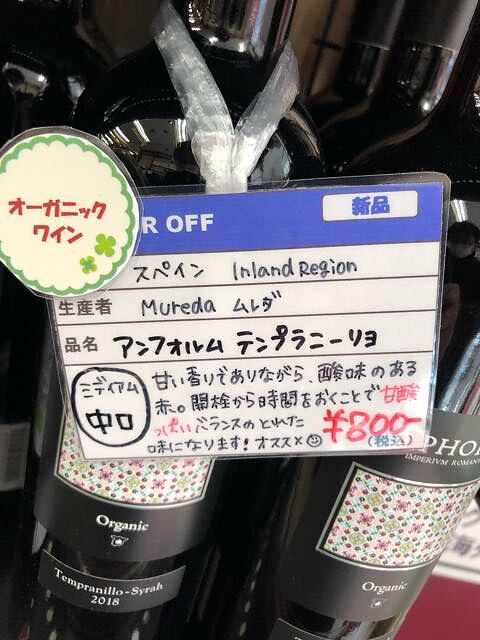 オーガニック
ワイン
R OFF
新品
スペイン Inland Region
生産者 Mureda ムレダ
品名 アンフォルム テンプラニーリョ
ミディアム
中口
甘い香りでありながら、酸味のある
赤。開栓から時間をおくことで甘酸
っぱいバランスのとれた
味になります!オススメ☺
¥800-
(税込)
PHO
IMPERIVM ROMANV
Organic
Tempranillo-Syrah
2018
Organic